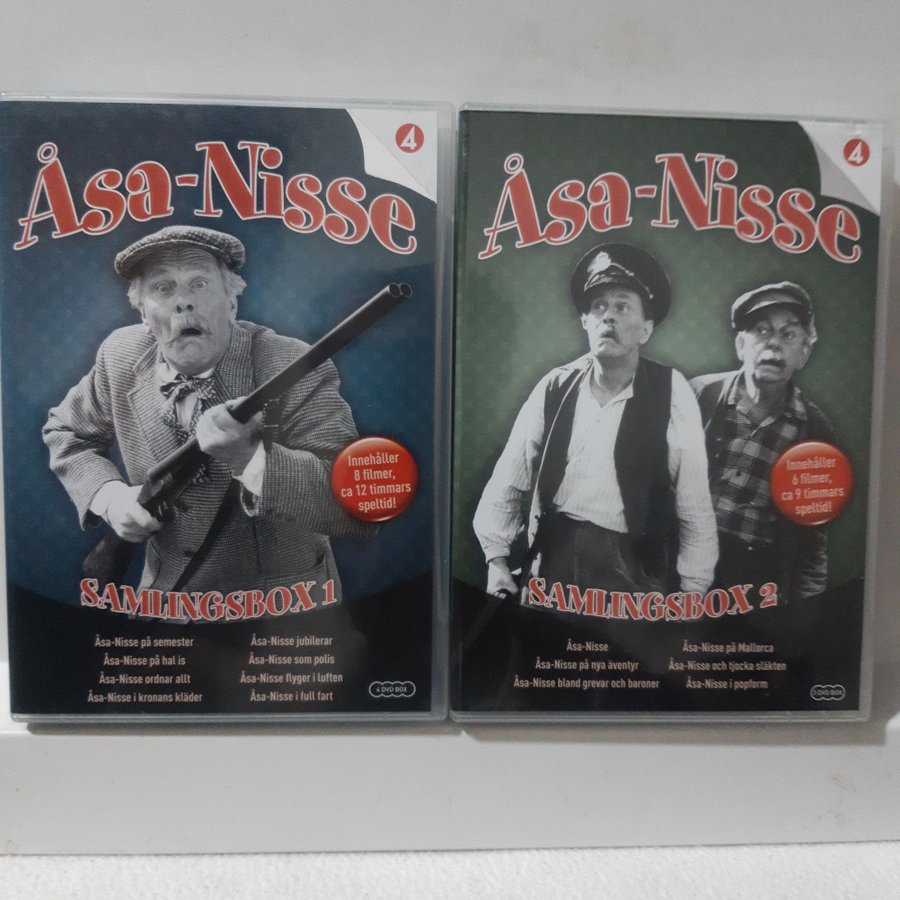 4
Åsa-Nisse
Innehåller
8 filmer,
ca 12 timmars
speltid!
SAMLINGSBOX 1
Åsa-Nisse på semester
Åsa-Nisse på hal is
Åsa-Nisse ordnar allt
Åsa-Nisse i kronans kläder
Åsa-Nisse jubilerar
Åsa-Nisse som polis
Åsa-Nisse flyger i luften
Åsa-Nisse i full fart
4 DVD BOX
4
Åsa-Nisse
Innehåller
6 filmer,
ca 9 timmars
speltid!
SAMLINGSBOX 2
Åsa-Nisse
Åsa-Nisse på nya äventyr
Åsa-Nisse bland grevar och baroner
Åsa-Nisse på Mallorca
Åsa-Nisse och tjocka släkten
Åsa-Nisse i popform
3 DVD BOX